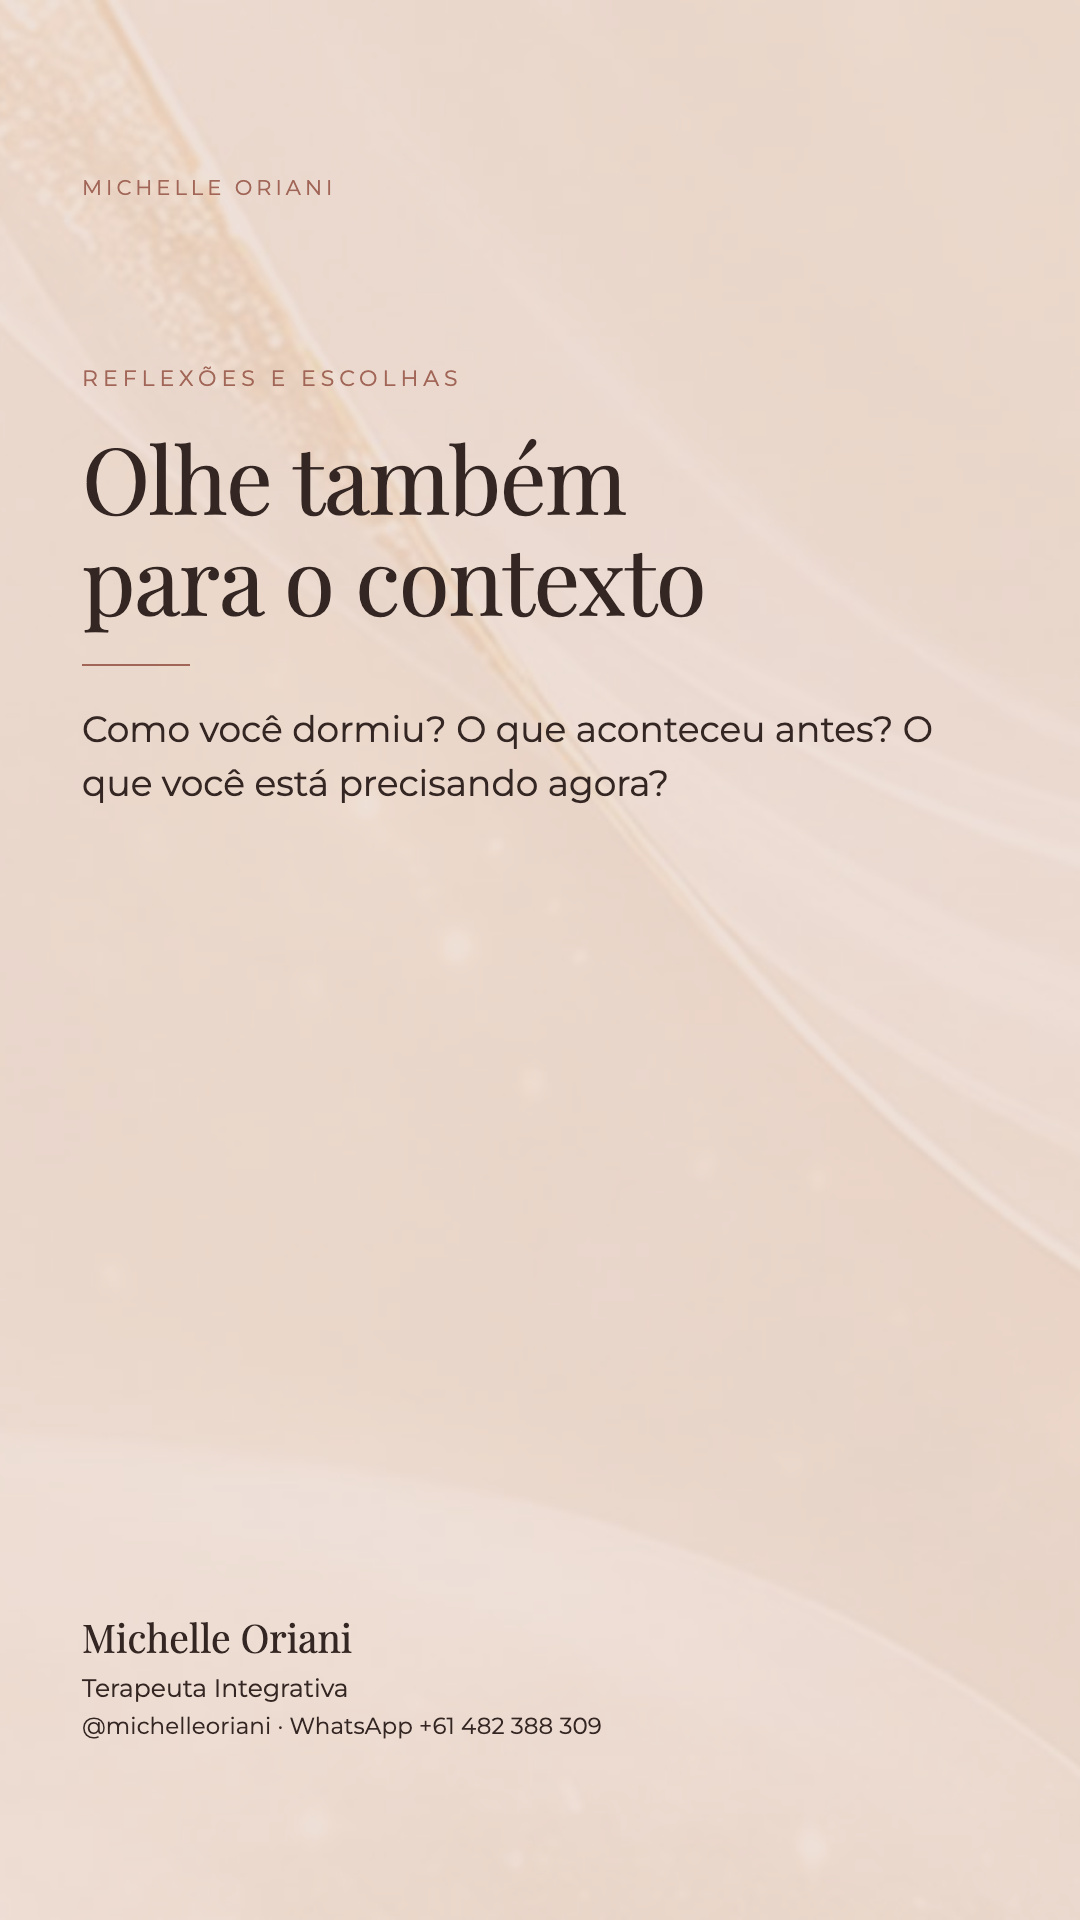 MICHELLE ORIANI
REFLEXÕES E ESCOLHAS
Olhe também
para o contexto
Como você dormiu? O que aconteceu antes? O
que você está precisando agora?
Michelle Oriani
Terapeuta Integrativa
@michelleoriani · WhatsApp +61 482 388 309